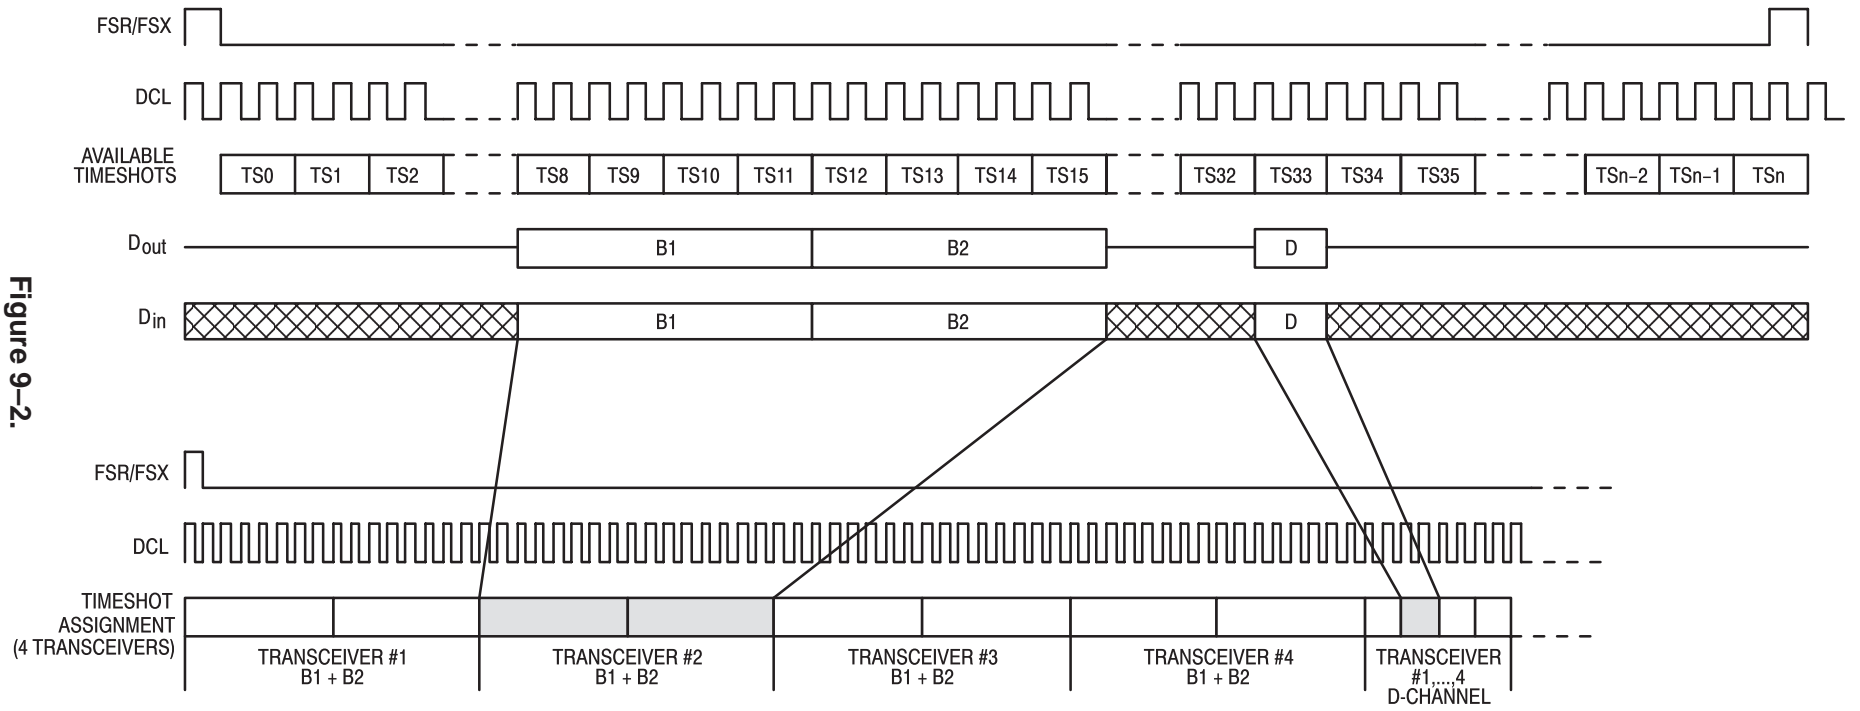 FSR/FSX
DCL
AVAILABLE
TIMESHOTS
TS0 TS1 TS2 TS8 TS9 TS10 TS11 TS12 TS13 TS14 TS15 TS32 TS33 TS34 TS35 TSn−2 TSn−1 TSn
Dout B1 B2 D
Din B1 B2 D
Figure 9–2.
FSR/FSX
DCL
TIMESHOT
ASSIGNMENT
(4 TRANSCEIVERS)
TRANSCEIVER #1
B1 + B2
TRANSCEIVER #2
B1 + B2
TRANSCEIVER #3
B1 + B2
TRANSCEIVER #4
B1 + B2
TRANSCEIVER
#1,...,4
D-CHANNEL